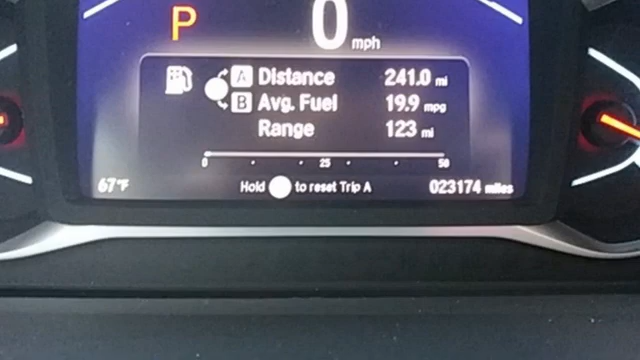 P 0 mph
A Distance 241.0 mi
B Avg. Fuel 19.9 mpg
Range 123 mi
0 25 50
67°F Hold to reset Trip A 023174 miles